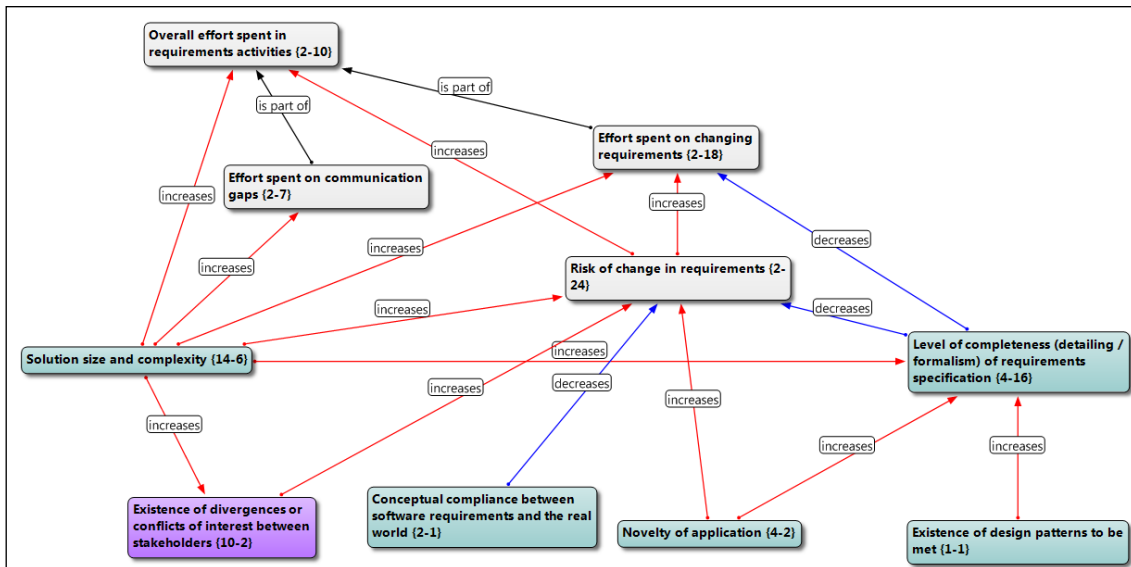 Overall effort spent in
requirements activities {2-10}
is part of
is part of
Effort spent on changing
requirements {2-18}
increases
Effort spent on communication
gaps {2-7}
increases
increases
decreases
increases
increases
Risk of change in requirements {2-
24}
increases
decreases
Solution size and complexity {14-6}
increases
Level of completeness (detailing /
formalism) of requirements
specification {4-16}
increases
decreases
increases
increases
increases
increases
Existence of divergences or
conflicts of interest between
stakeholders {10-2}
Conceptual compliance between
software requirements and the real
world {2-1}
Novelty of application {4-2}
Existence of design patterns to be
met {1-1}